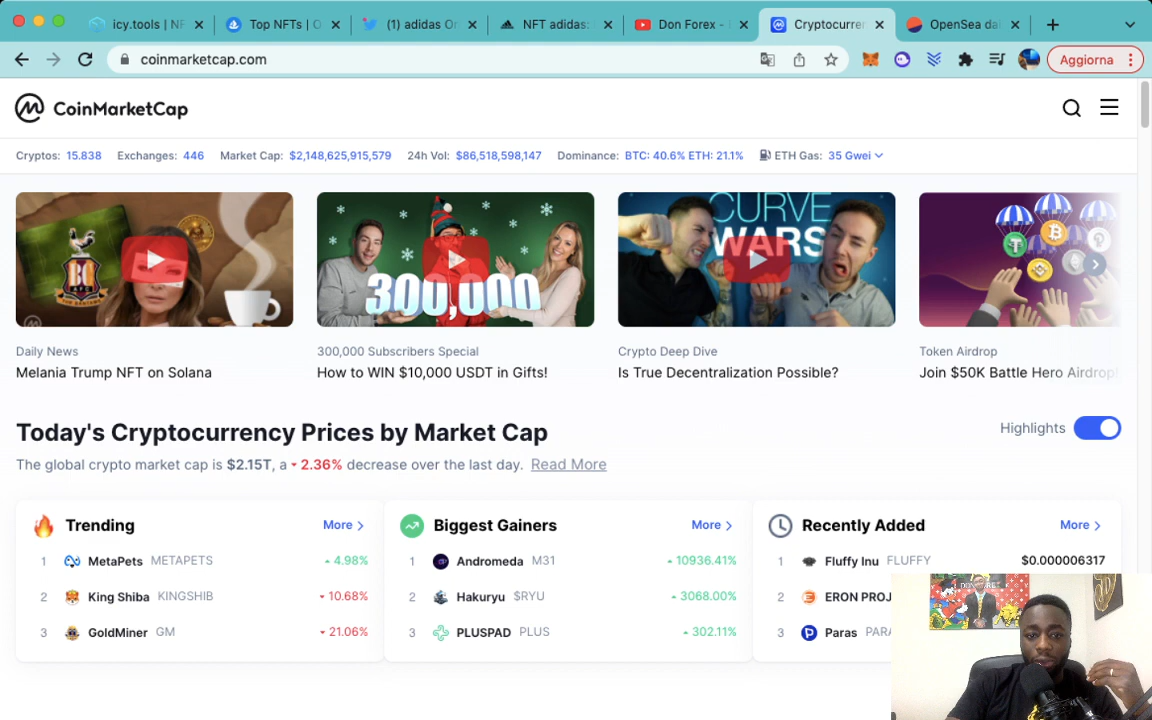 icy.tools | NF
Top NFTs | O
(1) adidas Or
NFT adidas:
Don Forex -
Cryptocurre
OpenSea da
coinmarketcap.com
Aggiorna
CoinMarketCap
Cryptos: 15.838 Exchanges: 446 Market Cap: $2,148,625,915,579 24h Vol: $86,518,598,147 Dominance: BTC: 40.6% ETH: 21.1% ETH Gas: 35 Gwei
300,000
CURVE
WARS
Daily News
Melania Trump NFT on Solana
300,000 Subscribers Special
How to WIN $10,000 USDT in Gifts!
Crypto Deep Dive
Is True Decentralization Possible?
Token Airdrop
Join $50K Battle Hero Airdrop!
Today's Cryptocurrency Prices by Market Cap
Highlights
The global crypto market cap is $2.15T, a 2.36% decrease over the last day. Read More
Trending More
1 MetaPets METAPETS 4.98%
2 King Shiba KINGSHIB 10.68%
3 GoldMiner GM 21.06%
Biggest Gainers More
1 Andromeda M31 10936.41%
2 Hakuryu $RYU 3068.00%
3 PLUSPAD PLUS 302.11%
Recently Added More
1 Fluffy Inu FLUFFY $0.000006317
2 ERON PROJ
3 Paras PARA